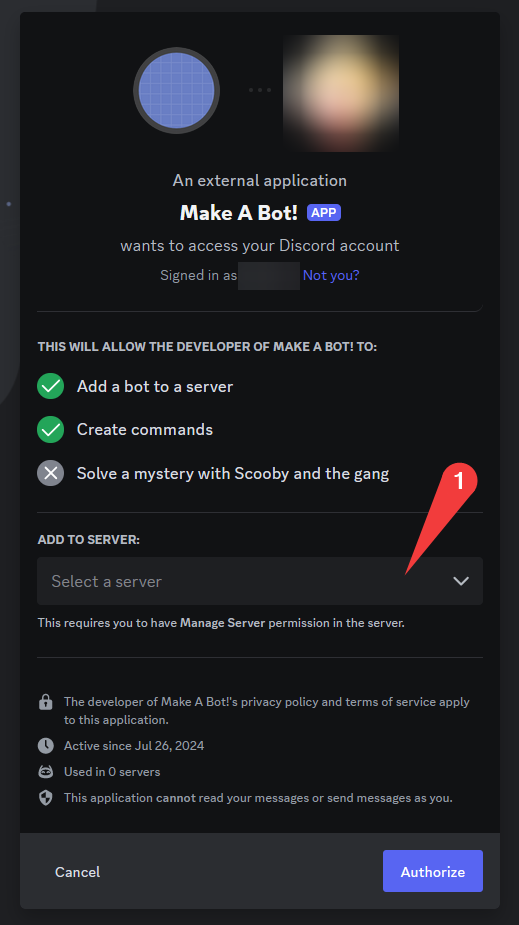 An external application
Make A Bot! APP
wants to access your Discord account
Signed in as Not you?
THIS WILL ALLOW THE DEVELOPER OF MAKE A BOT! TO:
Add a bot to a server
Create commands
Solve a mystery with Scooby and the gang
1
ADD TO SERVER:
Select a server
This requires you to have Manage Server permission in the server.
The developer of Make A Bot!'s privacy policy and terms of service apply
to this application.
Active since Jul 26, 2024
Used in 0 servers
This application cannot read your messages or send messages as you.
Cancel
Authorize